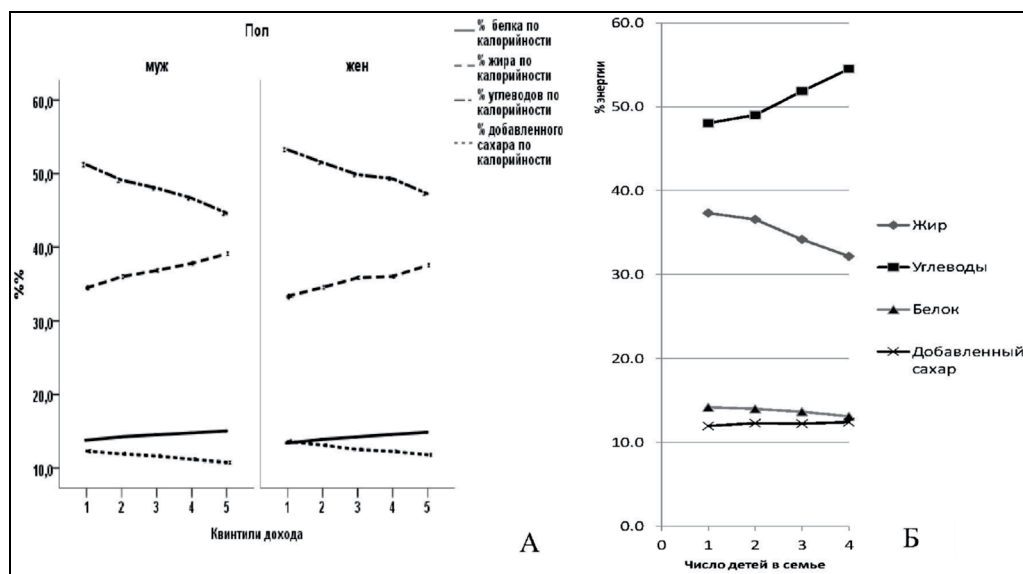 Пол
муж
жен
% белка по
калорийности
% жира по
калорийности
% углеводов по
калорийности
% добавленного
сахара по
калорийности
%%
60,0
50,0
40,0
30,0
20,0
10,0
1 2 3 4 5
1 2 3 4 5
Квинтили дохода
А
% энергии
60.0
50.0
40.0
30.0
20.0
10.0
0.0
0 1 2 3 4
Число детей в семье
Жир
Углеводы
Белок
Добавленный
сахар
Б